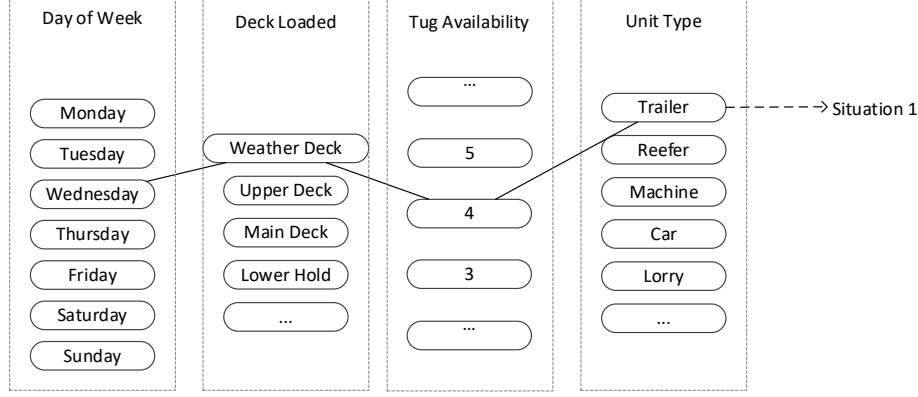 Day of Week
Monday
Tuesday
Wednesday
Thursday
Friday
Saturday
Sunday
Deck Loaded
Weather Deck
Upper Deck
Main Deck
Lower Hold
...
Tug Availability
...
5
4
3
...
Unit Type
Trailer
Reefer
Machine
Car
Lorry
...
Situation 1